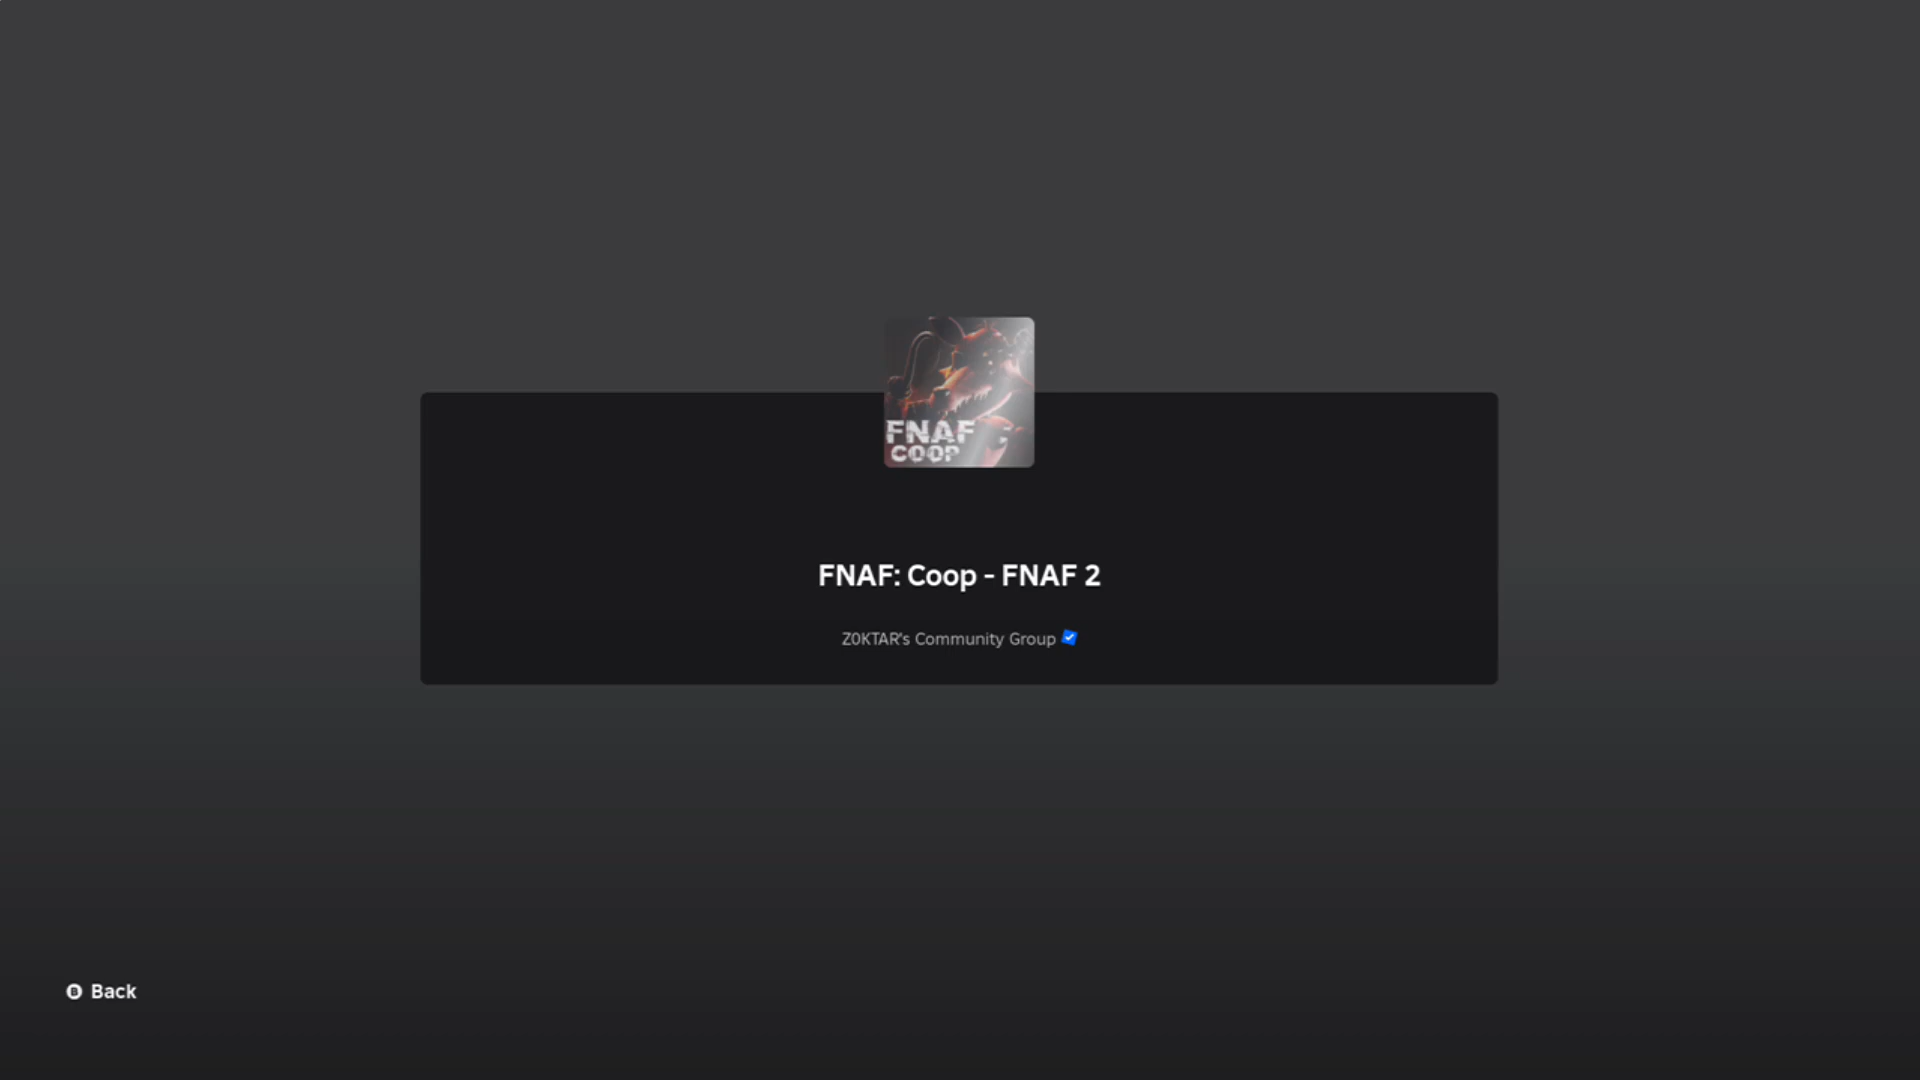 FNAF
COOP
FNAF: Coop - FNAF 2
Z0KTAR's Community Group
B Back